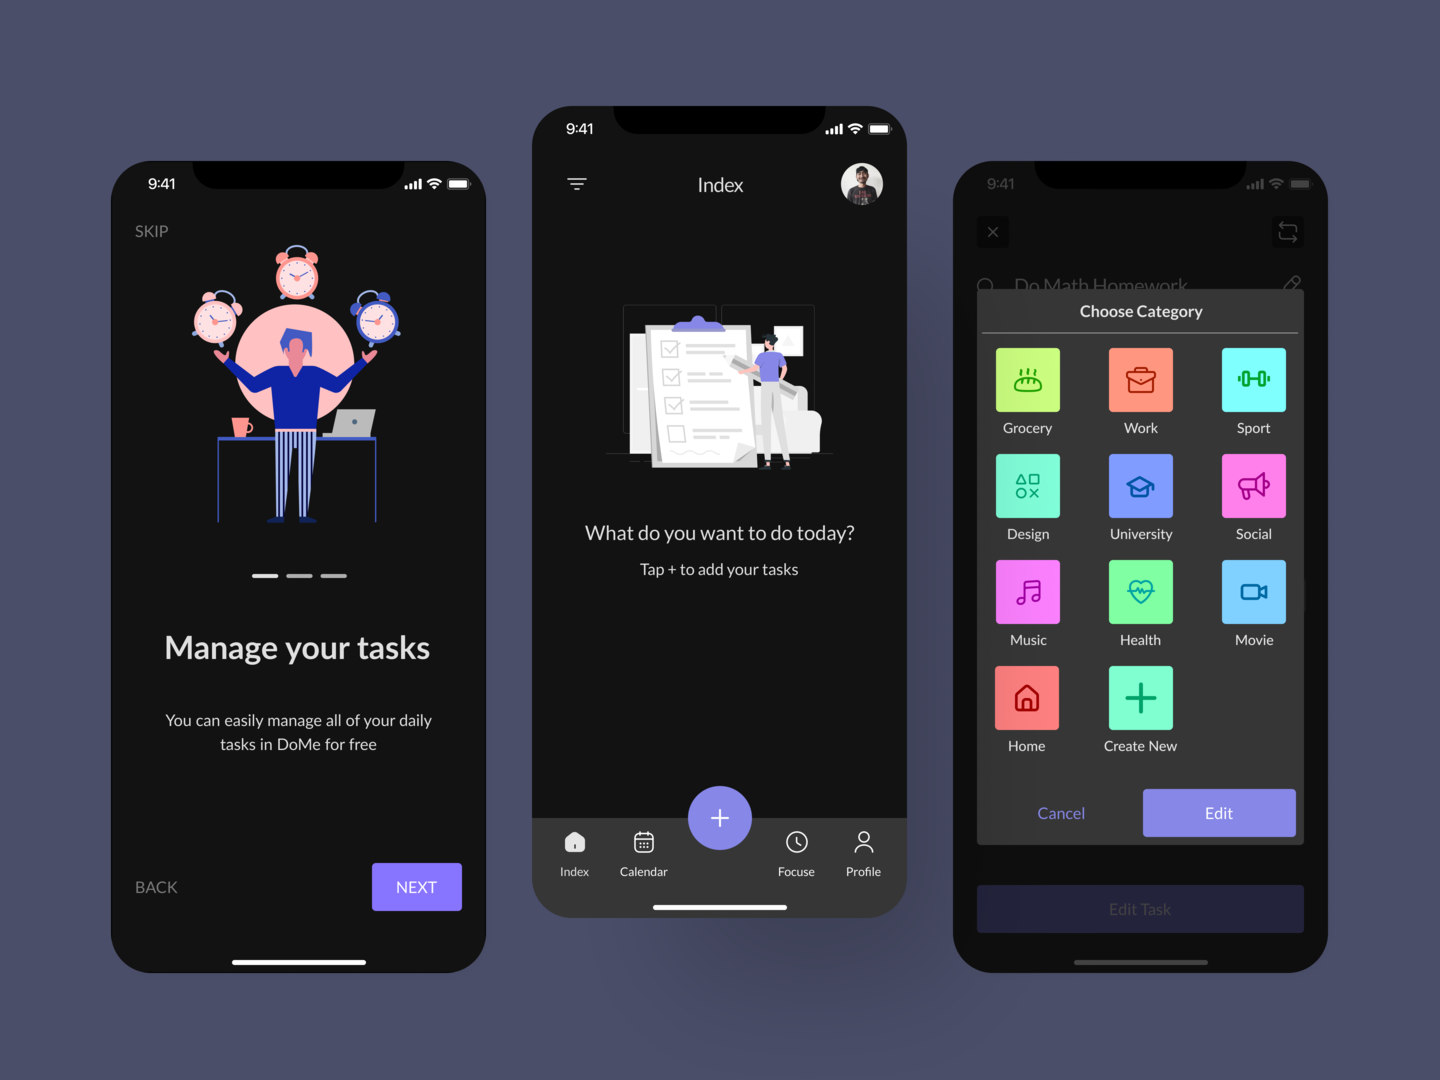 9:41
SKIP
Manage your tasks
You can easily manage all of your daily
tasks in DoMe for free
BACK
NEXT
9:41
Index
What do you want to do today?
Tap + to add your tasks
Index
Calendar
Focuse
Profile
9:41
Do Math Homework
Choose Category
Grocery
Work
Sport
Design
University
Social
Music
Health
Movie
Home
Create New
Cancel
Edit
Edit Task